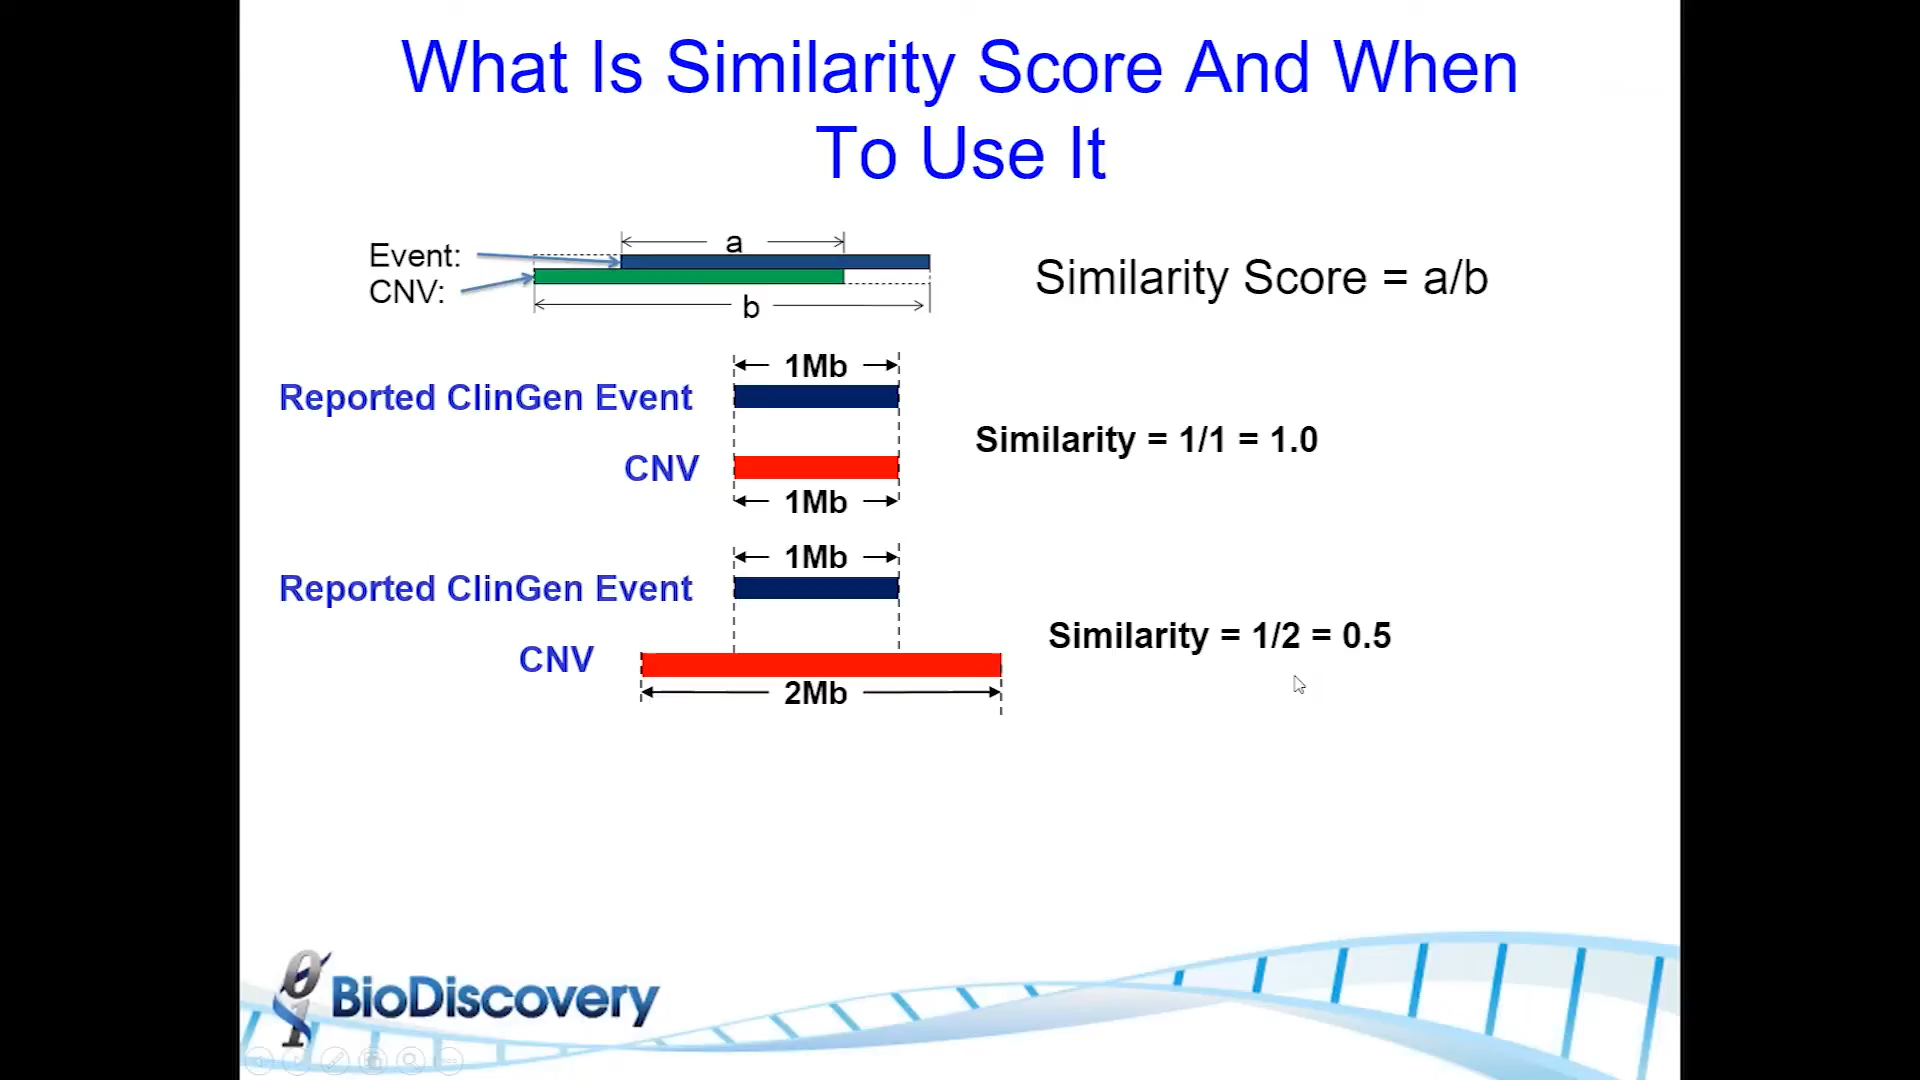 What Is Similarity Score And When
To Use It
Event:
CNV:
a
b
Similarity Score = a/b
1Mb
Reported ClinGen Event
CNV
1Mb
Similarity = 1/1 = 1.0
1Mb
Reported ClinGen Event
CNV
2Mb
Similarity = 1/2 = 0.5
BioDiscovery